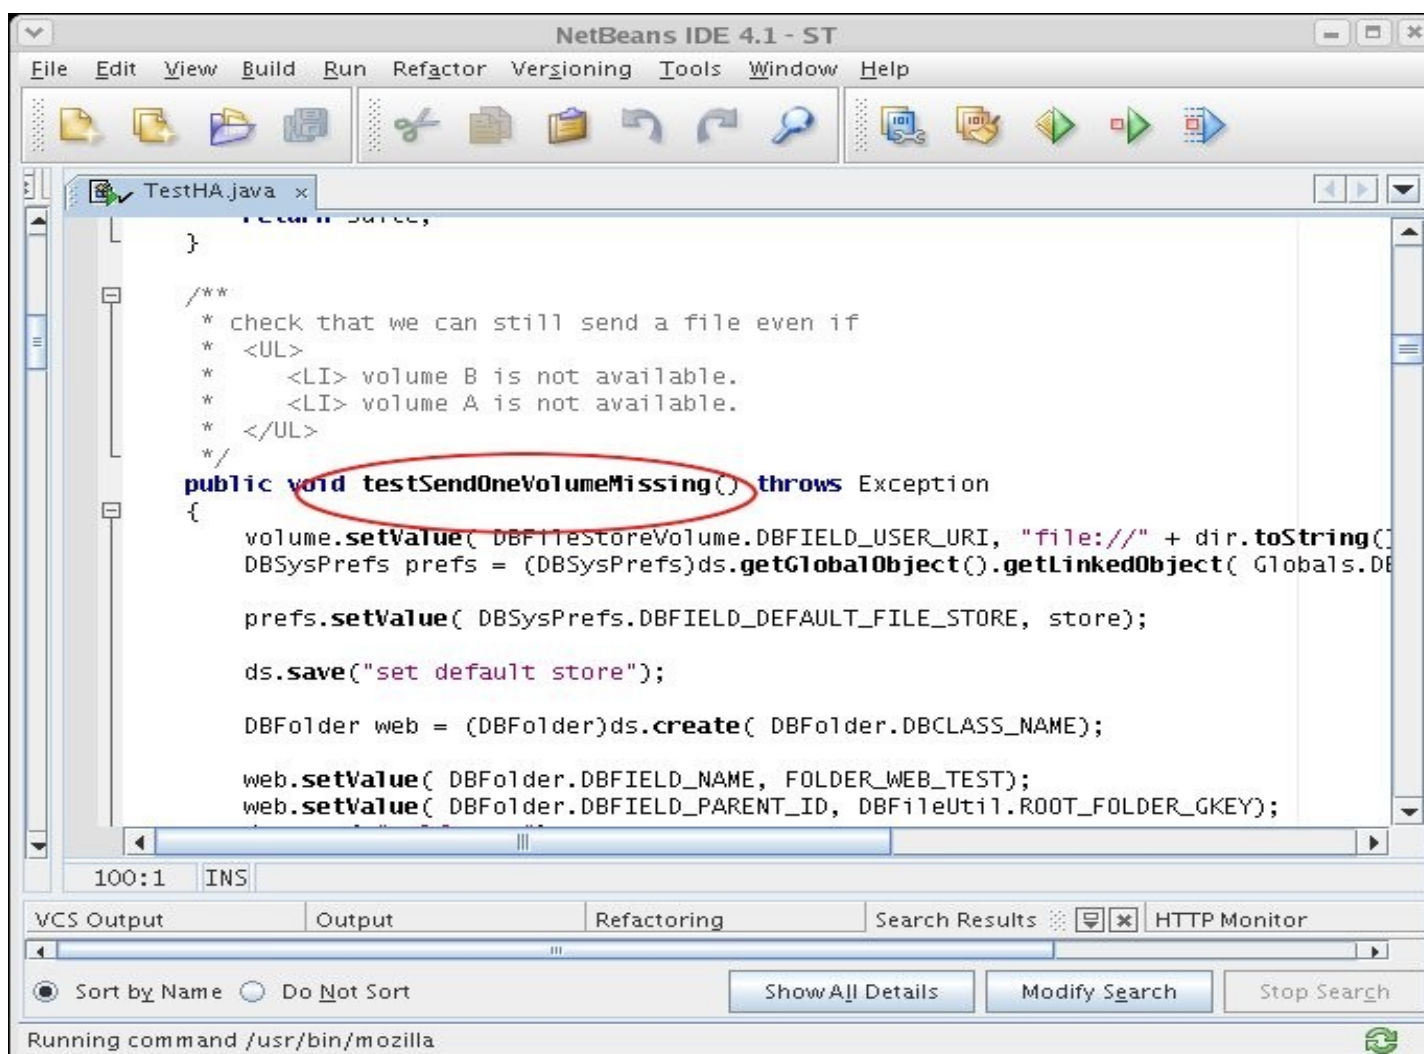 NetBeans IDE 4.1 - ST
File Edit View Build Run Refactor Versioning Tools Window Help
TestHA.java
return suite;
}
/**
* check that we can still send a file even if
* <UL>
* <LI> volume B is not available.
* <LI> volume A is not available.
* </UL>
*/
public void testSendOneVolumeMissing() throws Exception
{
volume.setValue( DBFileStoreVolume.DBFIELD_USER_URI, "file://" + dir.toString()
DBSysPrefs prefs = (DBSysPrefs)ds.getGlobalObject().getLinkedObject( Globals.DB
prefs.setValue( DBSysPrefs.DBFIELD_DEFAULT_FILE_STORE, store);
ds.save("set default store");
DBFolder web = (DBFolder)ds.create( DBFolder.DBCLASS_NAME);
web.setValue( DBFolder.DBFIELD_NAME, FOLDER_WEB_TEST);
web.setValue( DBFolder.DBFIELD_PARENT_ID, DBFileUtil.ROOT_FOLDER_GKEY);
100:1 INS
VCS Output Output Refactoring Search Results HTTP Monitor
Sort by Name Do Not Sort Show All Details Modify Search Stop Search
Running command /usr/bin/mozilla